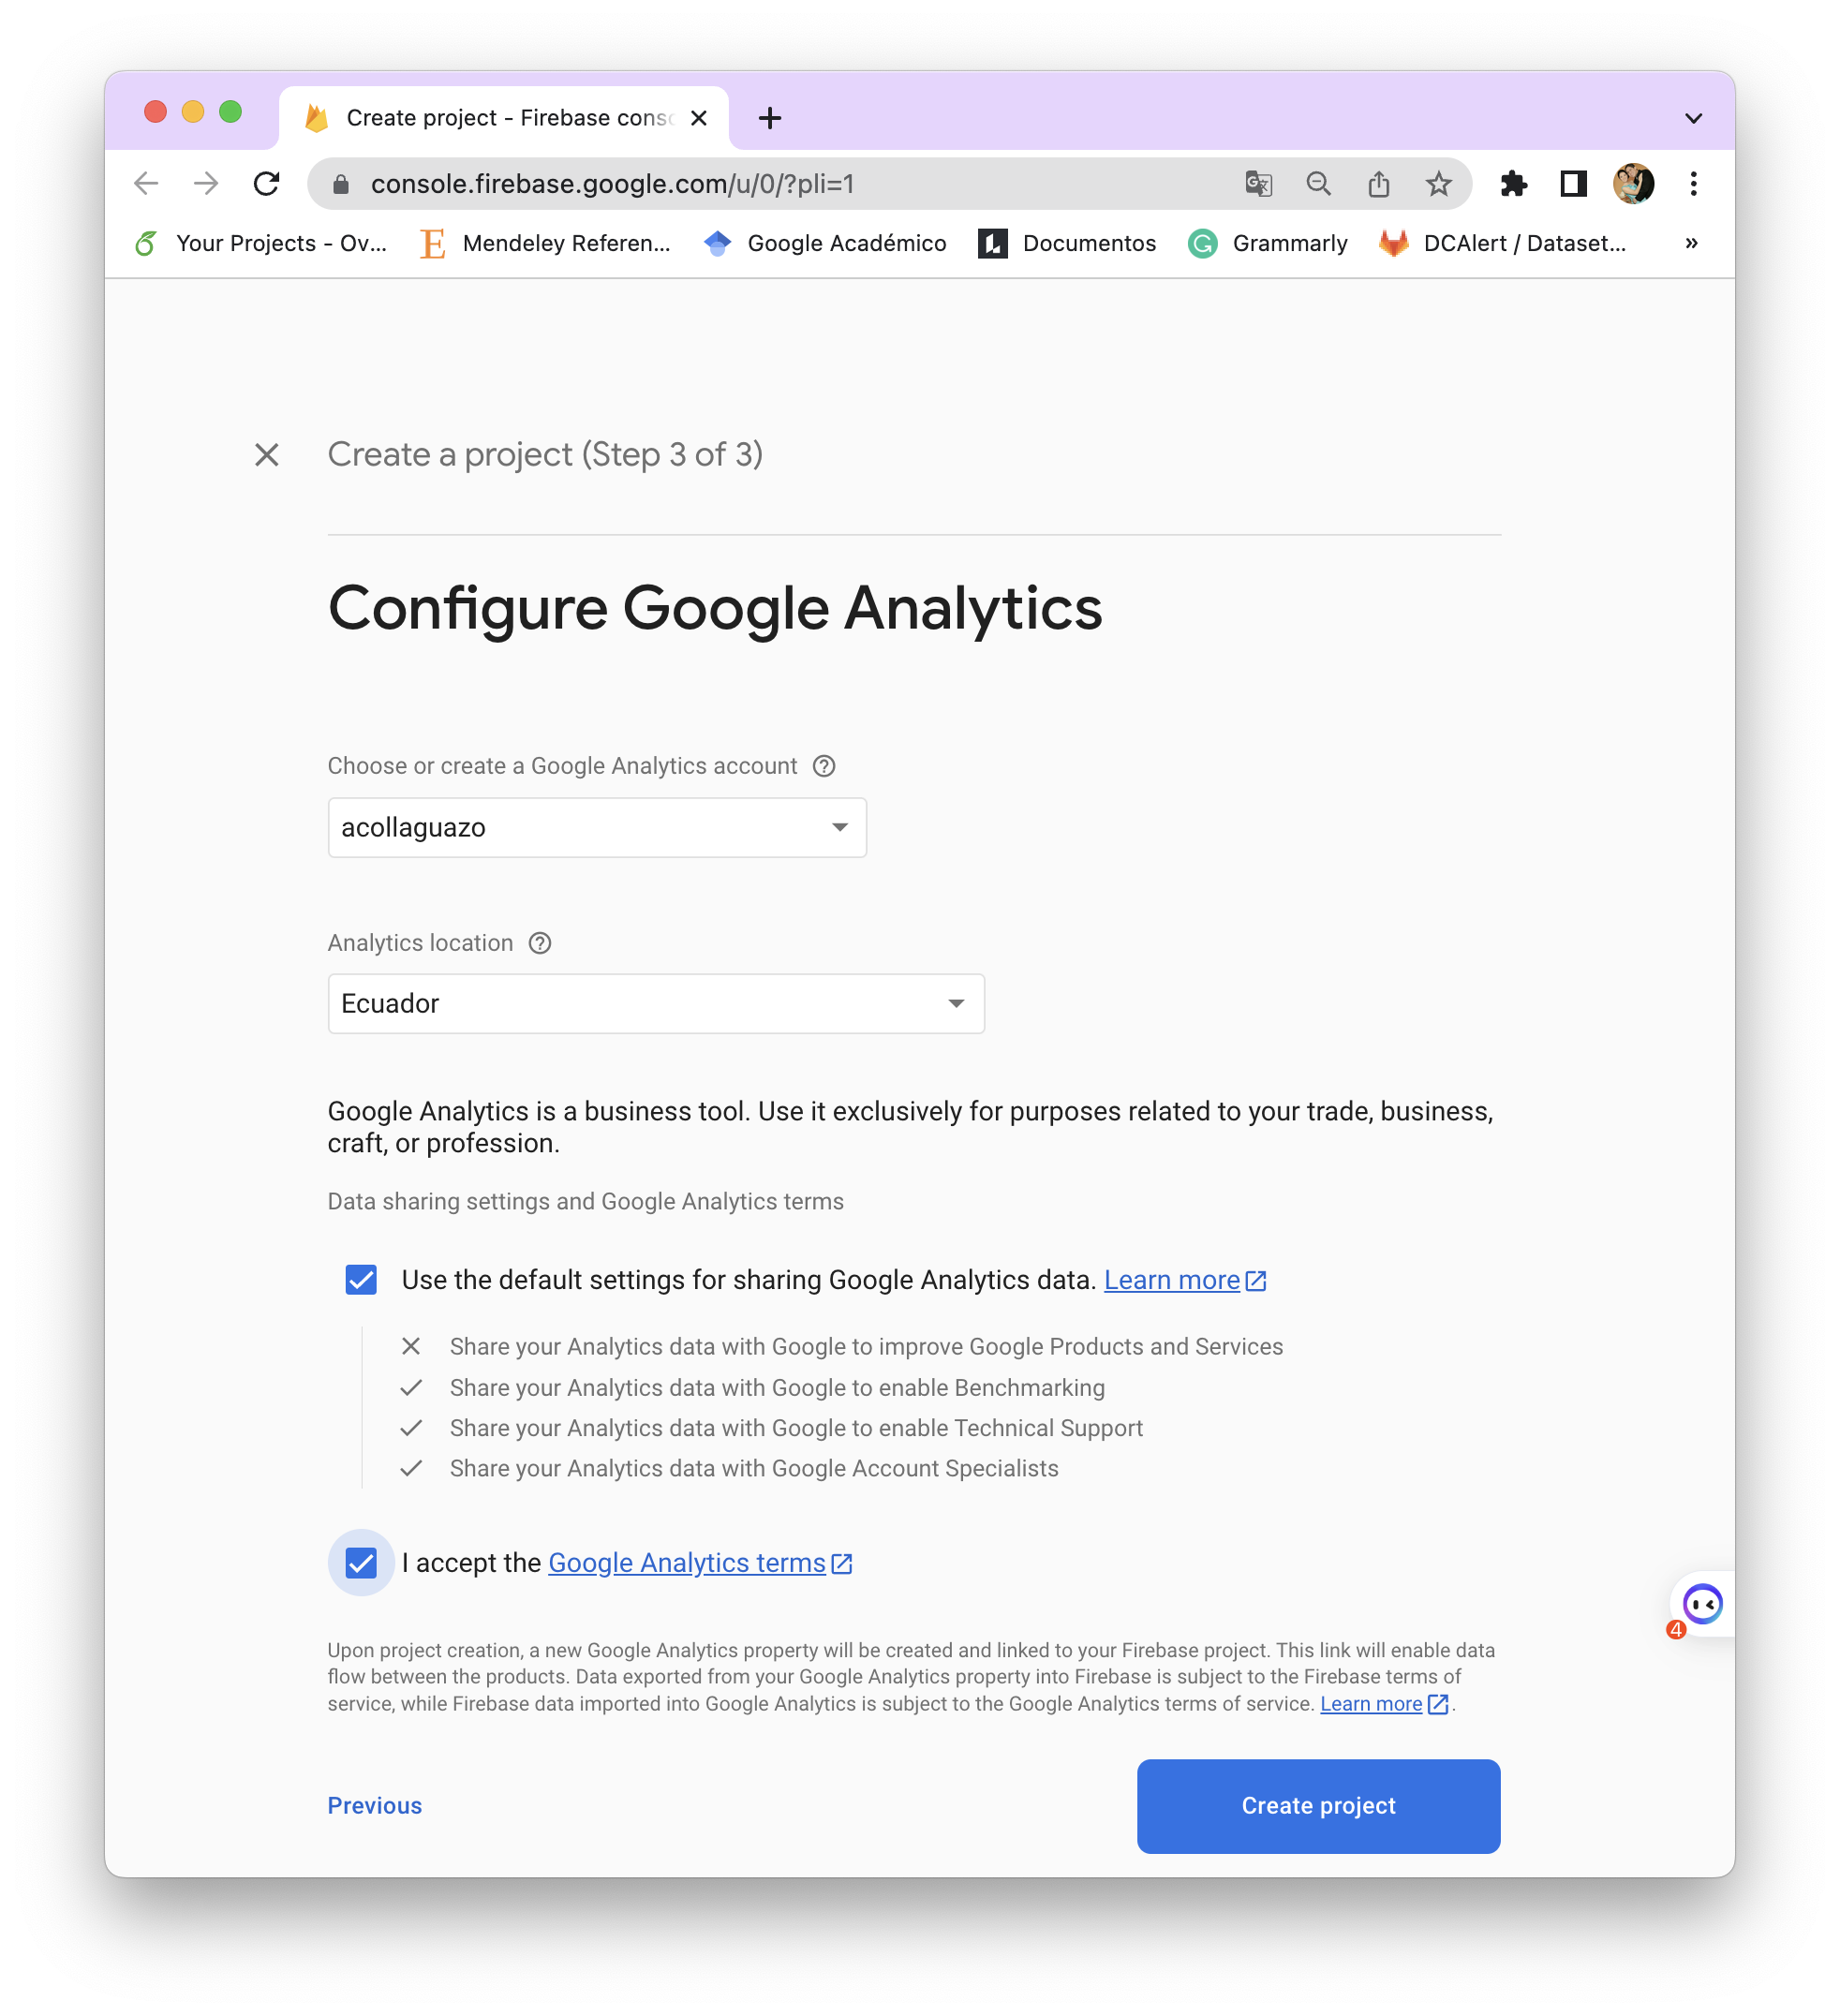 Create project - Firebase cons
console.firebase.google.com/u/0/?pli=1
Your Projects - Ov...
Mendeley Referen...
Google Académico
Documentos
Grammarly
DCAlert / Dataset...
»
Create a project (Step 3 of 3)
Configure Google Analytics
Choose or create a Google Analytics account
acollaguazo
Analytics location
Ecuador
Google Analytics is a business tool. Use it exclusively for purposes related to your trade, business,
craft, or profession.
Data sharing settings and Google Analytics terms
Use the default settings for sharing Google Analytics data. Learn more
Share your Analytics data with Google to improve Google Products and Services
Share your Analytics data with Google to enable Benchmarking
Share your Analytics data with Google to enable Technical Support
Share your Analytics data with Google Account Specialists
I accept the Google Analytics terms
4
Upon project creation, a new Google Analytics property will be created and linked to your Firebase project. This link will enable data
flow between the products. Data exported from your Google Analytics property into Firebase is subject to the Firebase terms of
service, while Firebase data imported into Google Analytics is subject to the Google Analytics terms of service. Learn more.
Previous
Create project